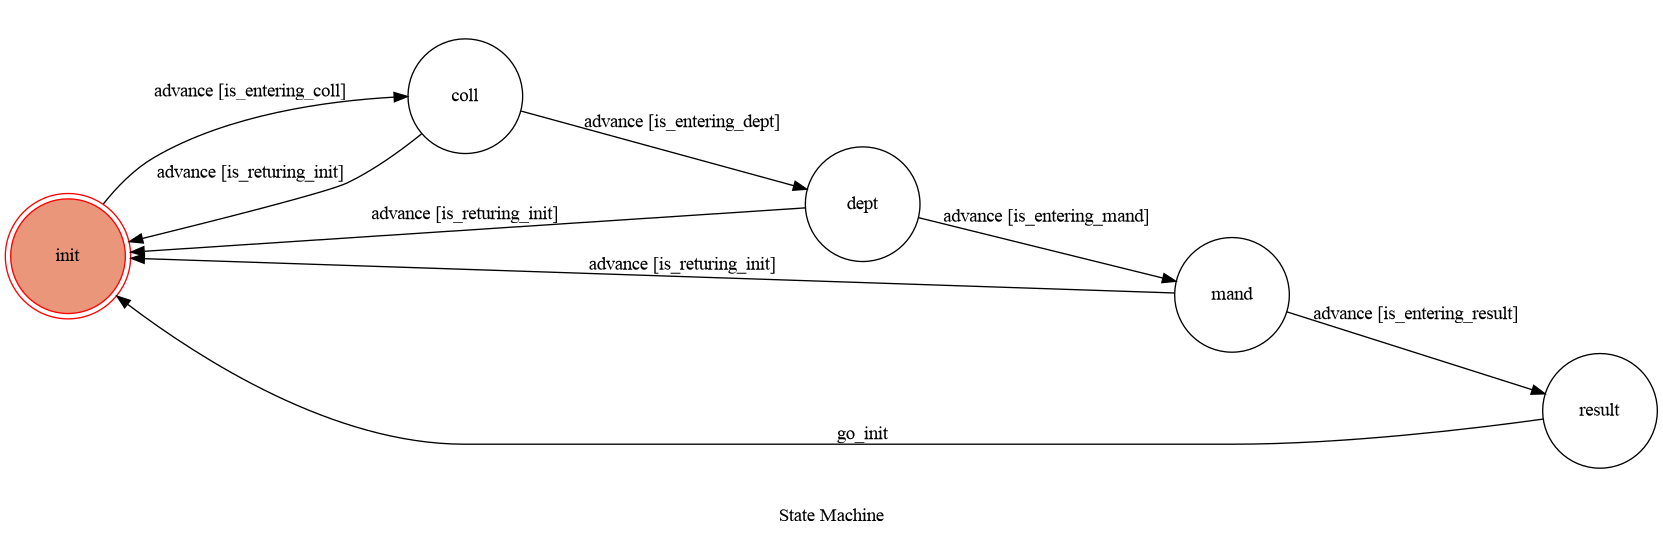 advance [is_entering_coll]
coll
advance [is_entering_dept]
advance [is_returing_init]
dept
advance [is_returing_init]
advance [is_entering_mand]
init
advance [is_returing_init]
mand
advance [is_entering_result]
result
go_init
State Machine